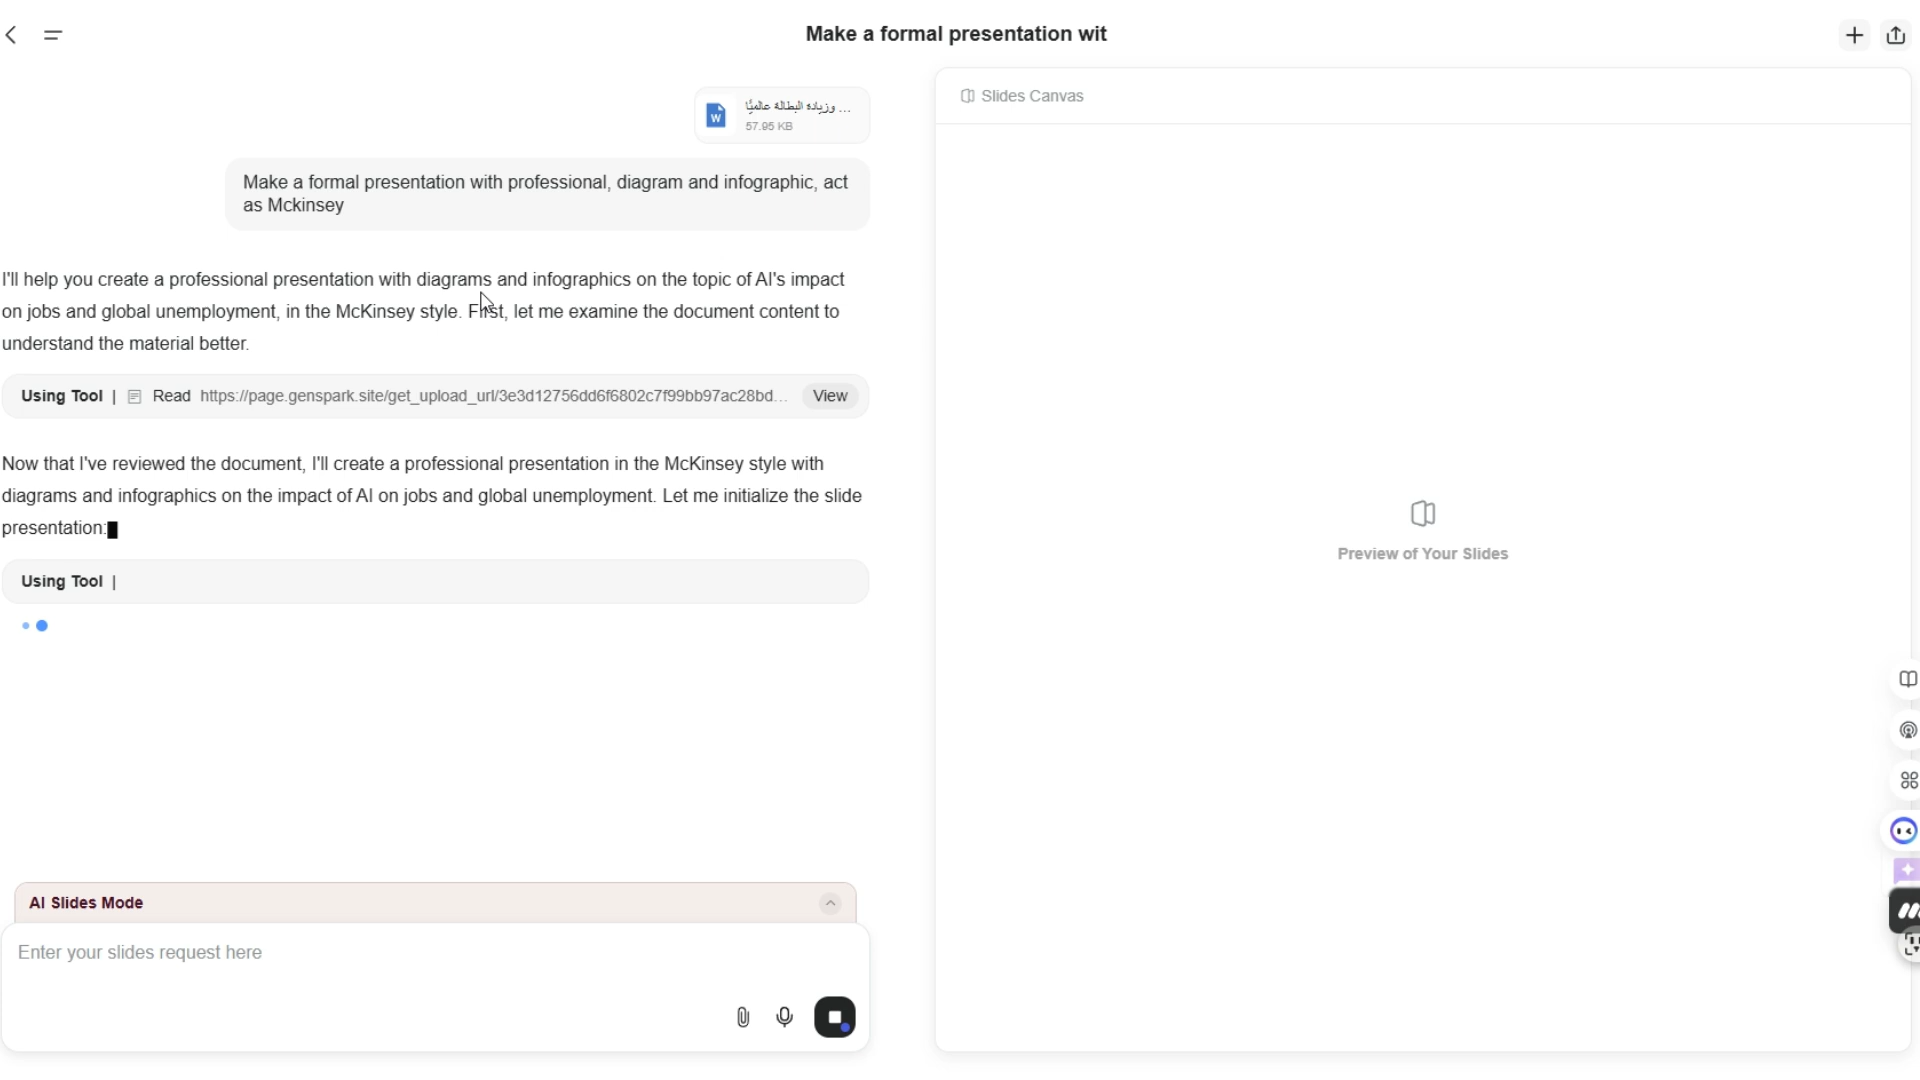 Make a formal presentation wit
... وزيادة البطالة عالميًّا
57.95 KB
Make a formal presentation with professional, diagram and infographic, act
as Mckinsey
I'll help you create a professional presentation with diagrams and infographics on the topic of AI's impact
on jobs and global unemployment, in the McKinsey style. First, let me examine the document content to
understand the material better.
Using Tool | Read https://page.genspark.site/get_upload_url/3e3d12756dd6f6802c7f99bb97ac28bd... View
Now that I've reviewed the document, I'll create a professional presentation in the McKinsey style with
diagrams and infographics on the impact of AI on jobs and global unemployment. Let me initialize the slide
presentation:
Using Tool |
AI Slides Mode
Enter your slides request here
Slides Canvas
Preview of Your Slides